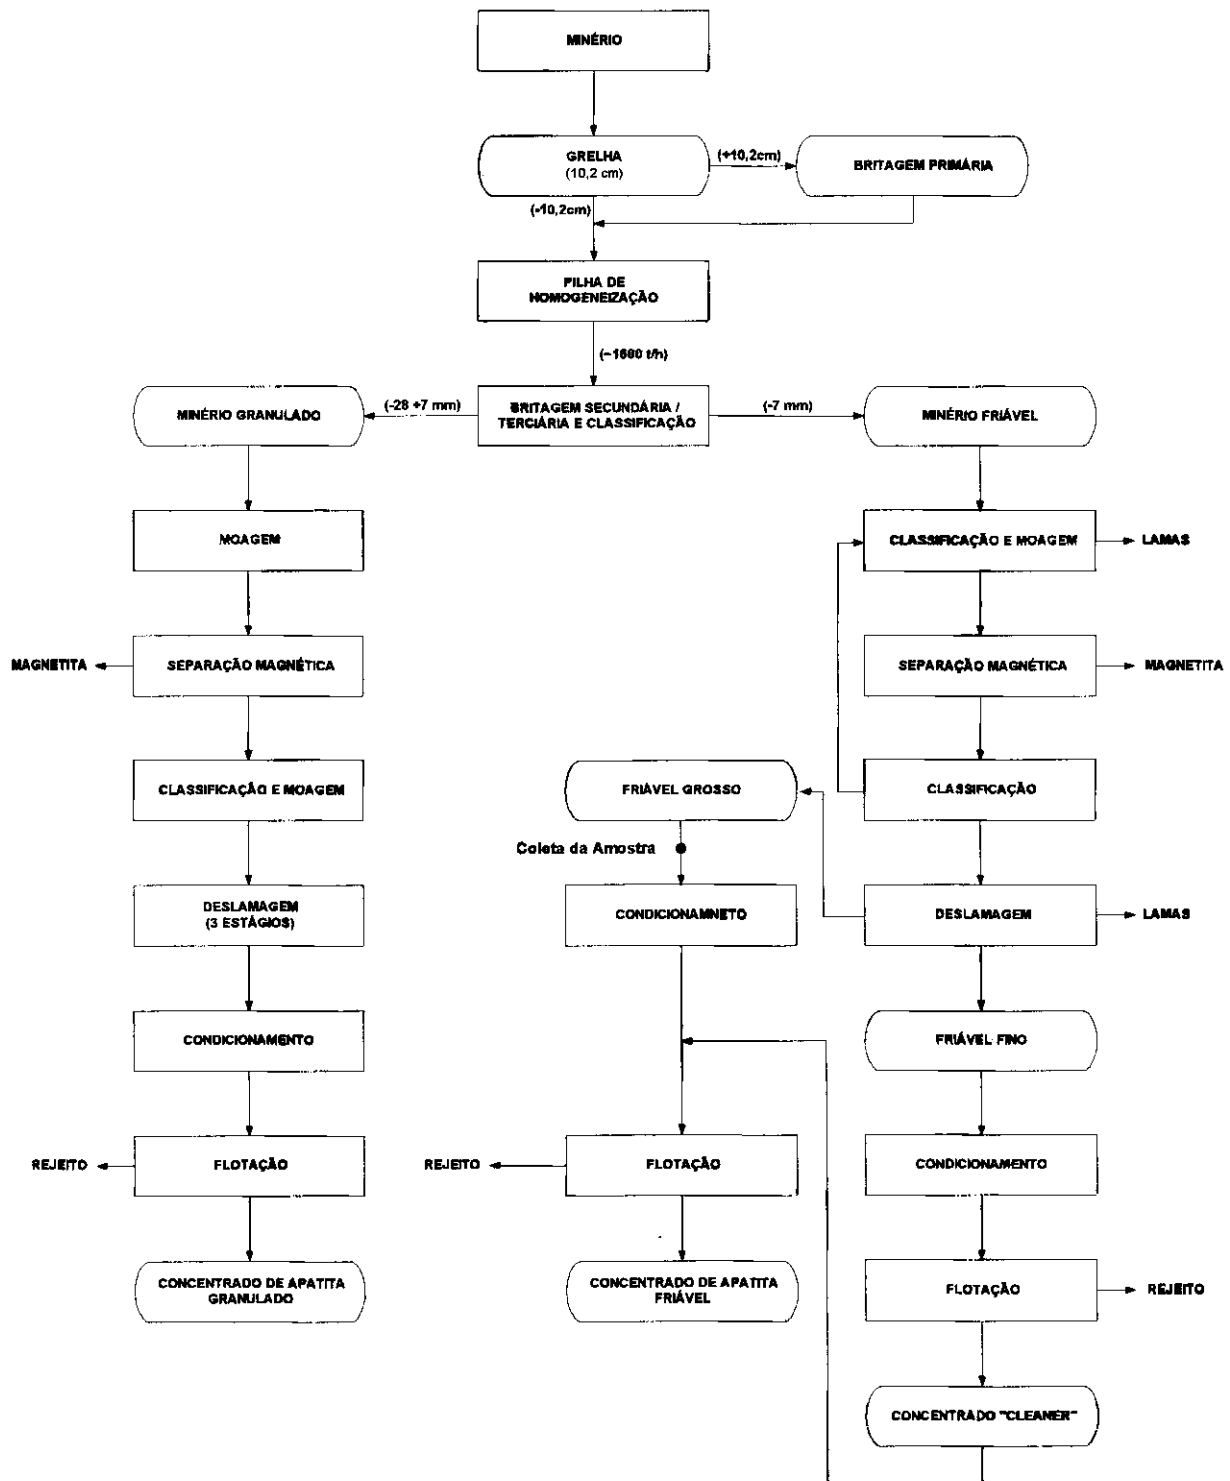 MINÉRIO
GRELHA
(10,2 cm)
(+10,2cm)
BRITAGEM PRIMÁRIA
(-10,2cm)
PILHA DE
HOMOGENEIZAÇÃO
(~1600 t/h)
MINÉRIO GRANULADO
(-28 +7 mm)
BRITAGEM SECUNDÁRIA /
TERCIÁRIA E CLASSIFICAÇÃO
(-7 mm)
MINÉRIO FRIÁVEL
MOAGEM
CLASSIFICAÇÃO E MOAGEM
LAMAS
MAGNETITA
SEPARAÇÃO MAGNÉTICA
SEPARAÇÃO MAGNÉTICA
MAGNETITA
CLASSIFICAÇÃO E MOAGEM
FRIÁVEL GROSSO
CLASSIFICAÇÃO
Coleta da Amostra
DESLAMAGEM
(3 ESTÁGIOS)
CONDICIONAMNETO
DESLAMAGEM
LAMAS
CONDICIONAMENTO
FRIÁVEL FINO
REJEITO
FLOTAÇÃO
REJEITO
FLOTAÇÃO
CONDICIONAMENTO
CONCENTRADO DE APATITA
GRANULADO
CONCENTRADO DE APATITA
FRIÁVEL
FLOTAÇÃO
REJEITO
CONCENTRADO "CLEANER"